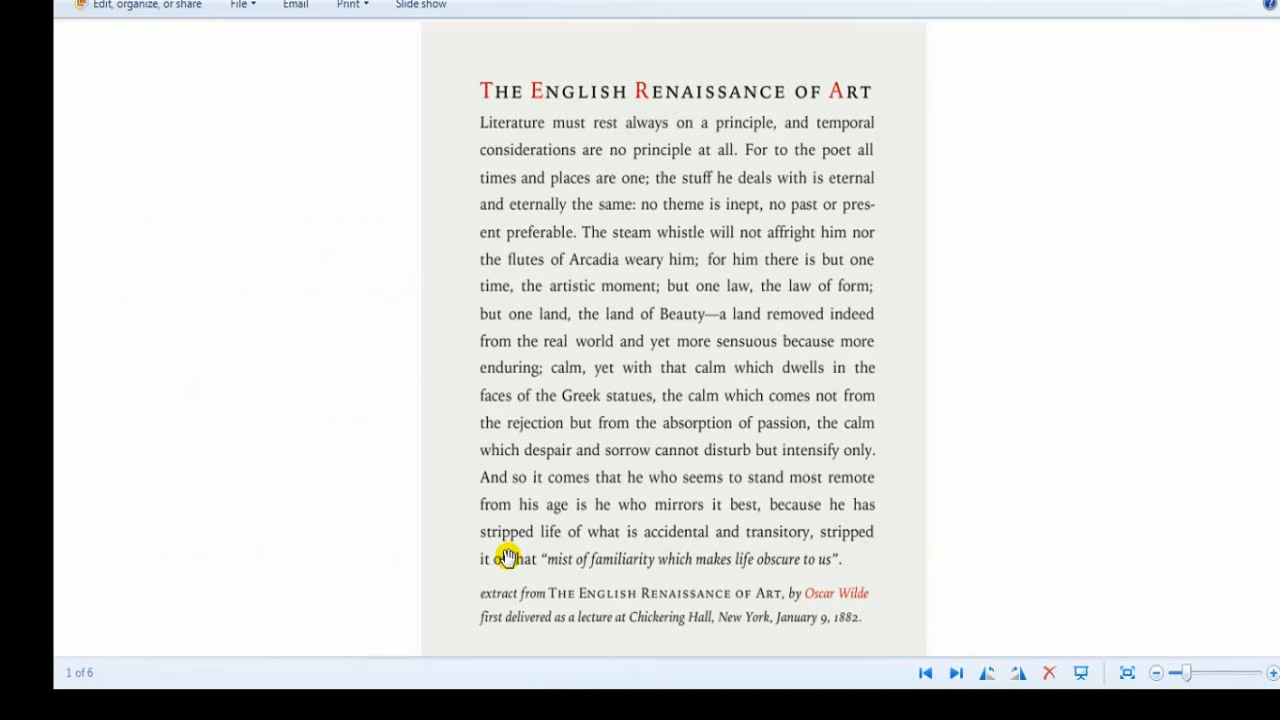 Edit, organize, or share File Email Print Slide show
THE ENGLISH RENAISSANCE OF ART
Literature must rest always on a principle, and temporal
considerations are no principle at all. For to the poet all
times and places are one; the stuff he deals with is eternal
and eternally the same: no theme is inept, no past or pres-
ent preferable. The steam whistle will not affright him nor
the flutes of Arcadia weary him; for him there is but one
time, the artistic moment; but one law, the law of form;
but one land, the land of Beauty—a land removed indeed
from the real world and yet more sensuous because more
enduring; calm, yet with that calm which dwells in the
faces of the Greek statues, the calm which comes not from
the rejection but from the absorption of passion, the calm
which despair and sorrow cannot disturb but intensify only.
And so it comes that he who seems to stand most remote
from his age is he who mirrors it best, because he has
stripped life of what is accidental and transitory, stripped
it “mist of familiarity which makes life obscure to us”.
extract from THE ENGLISH RENAISSANCE OF ART, by Oscar Wilde
first delivered as a lecture at Chickering Hall, New York, January 9, 1882.
1 of 6